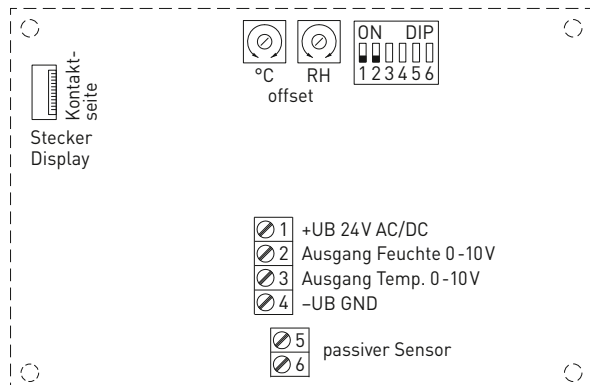 ON DIP
1 2 3 4 5 6
°C RH
offset
Kontakt-
seite
Stecker
Display
1 +UB 24V AC/DC
2 Ausgang Feuchte 0-10V
3 Ausgang Temp. 0-10V
4 –UB GND
5
6
passiver Sensor